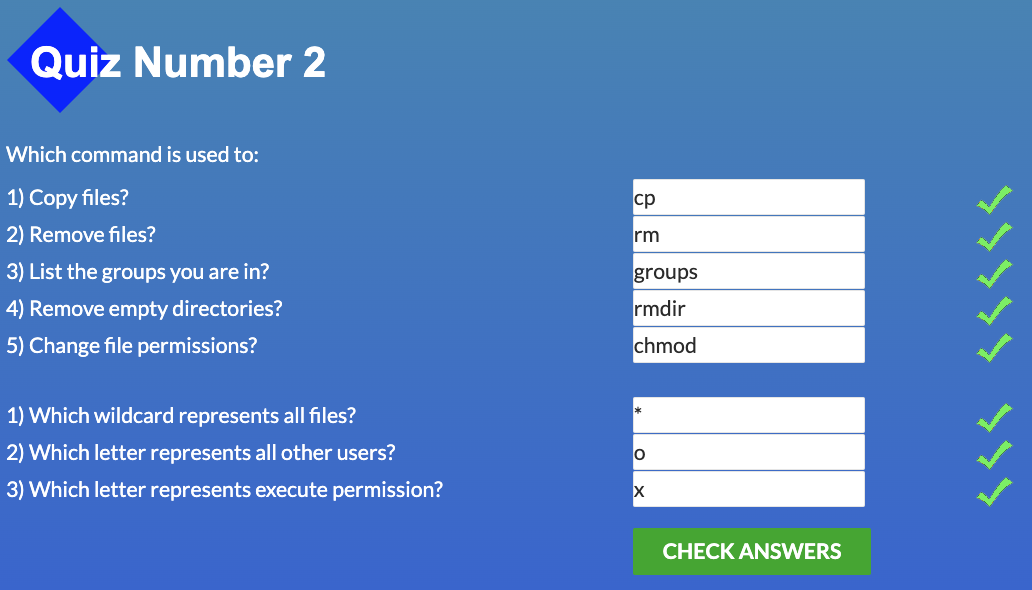 Quiz Number 2
Which command is used to:
1) Copy files? cp
2) Remove files? rm
3) List the groups you are in? groups
4) Remove empty directories? rmdir
5) Change file permissions? chmod
1) Which wildcard represents all files? *
2) Which letter represents all other users? o
3) Which letter represents execute permission? x
CHECK ANSWERS